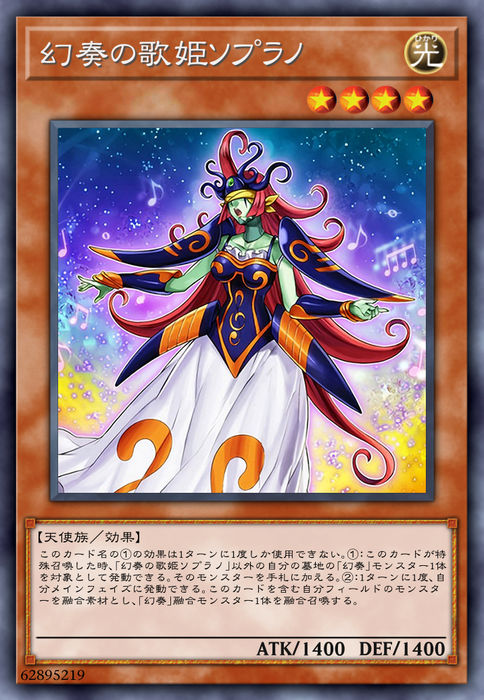 幻奏の歌姫ソプラノ
ひかり
光
【天使族／効果】
このカード名の①の効果は1ターンに1度しか使用できない。①：このカードが特
殊召喚した時、「幻奏の歌姫ソプラノ」以外の自分の墓地の「幻奏」モンスター1体
を対象として発動できる。そのモンスターを手札に加える。②：1ターンに1度、自
分メインフェイズに発動できる。このカードを含む自分フィールドのモンスタ
ーを融合素材とし、「幻奏」融合モンスター1体を融合召喚する。
ATK/1400 DEF/1400
62895219